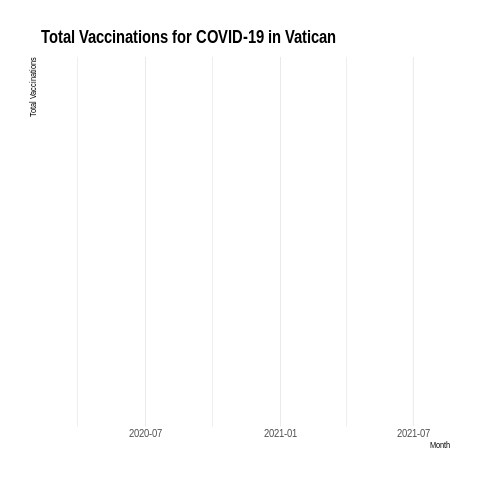 Total Vaccinations for COVID-19 in Vatican
Total Vaccinations
2020-07 2021-01 2021-07
Month